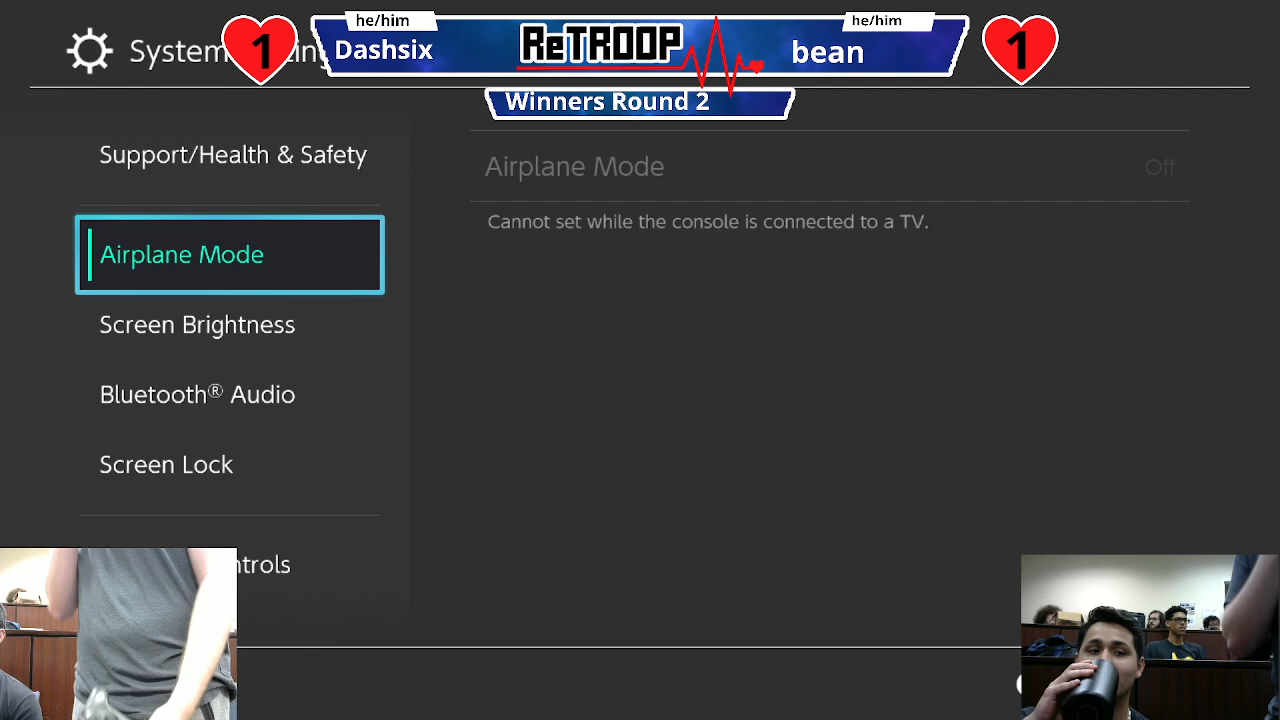 he/him
he/him
System
1
Dashsix
ReTROOP
bean
1
Winners Round 2
Support/Health & Safety
Airplane Mode
Off
Cannot set while the console is connected to a TV.
Airplane Mode
Screen Brightness
Bluetooth® Audio
Screen Lock